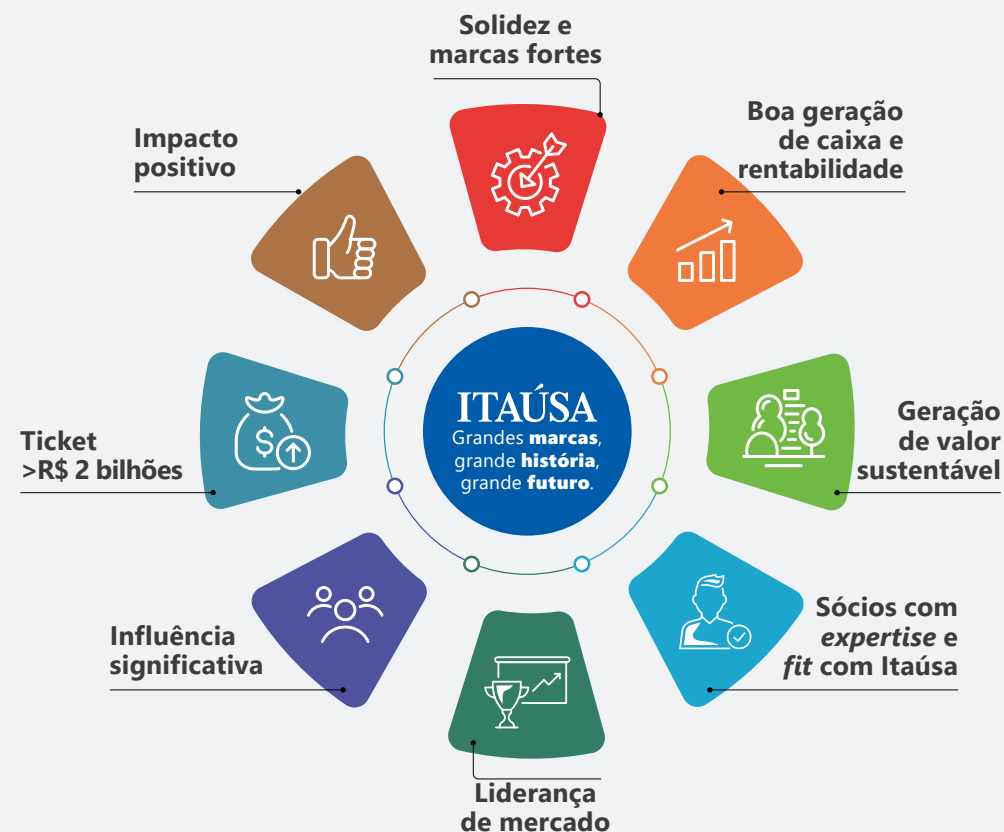 Solidez e
marcas fortes
Boa geração
de caixa e
rentabilidade
Geração
de valor
sustentável
Sócios com
expertise e
fit com Itaúsa
Liderança
de mercado
Influência
significativa
Ticket
>R$ 2 bilhões
Impacto
positivo
$
ITAÚSA
Grandes marcas,
grande história,
grande futuro.